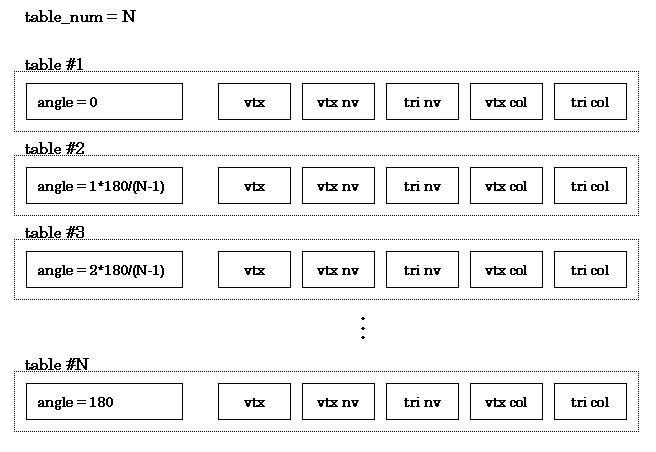 table_num = N
table #1
angle = 0 vtx vtx nv tri nv vtx col tri col
table #2
angle = 1*180/(N-1) vtx vtx nv tri nv vtx col tri col
table #3
angle = 2*180/(N-1) vtx vtx nv tri nv vtx col tri col
table #N
angle = 180 vtx vtx nv tri nv vtx col tri col